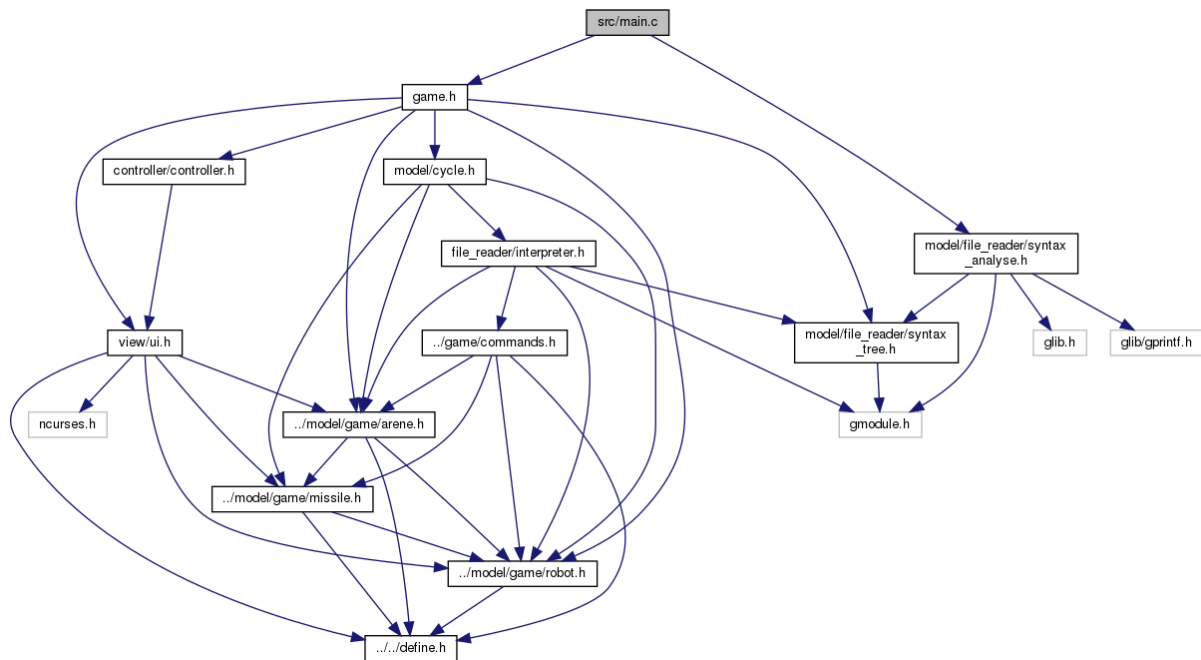 src/main.c
game.h
controller/controller.h
model/cycle.h
file_reader/interpreter.h
model/file_reader/syntax
_analyse.h
view/ui.h
../game/commands.h
model/file_reader/syntax
_tree.h
glib.h
glib/gprintf.h
ncurses.h
../model/game/arene.h
gmodule.h
../model/game/missile.h
../model/game/robot.h
../../define.h